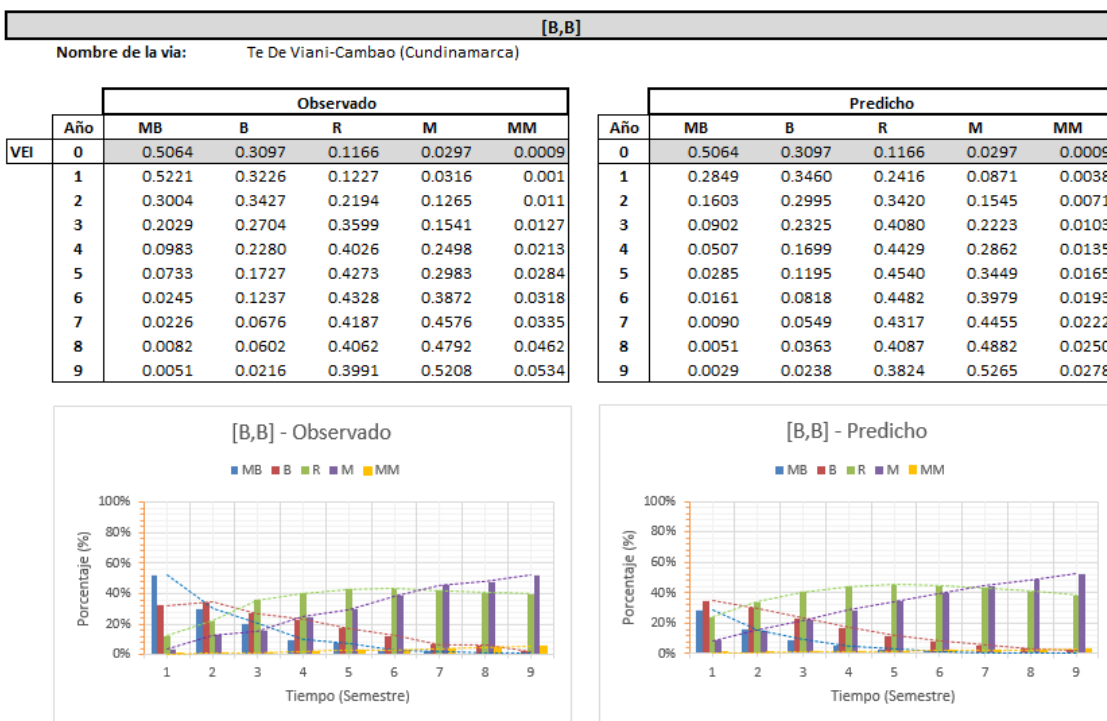 [B,B]
Nombre de la via: Te De Viani-Cambao (Cundinamarca)
Observado
Año MB B R M MM
VEI 0 0.5064 0.3097 0.1166 0.0297 0.0009
1 0.5221 0.3226 0.1227 0.0316 0.001
2 0.3004 0.3427 0.2194 0.1265 0.011
3 0.2029 0.2704 0.3599 0.1541 0.0127
4 0.0983 0.2280 0.4026 0.2498 0.0213
5 0.0733 0.1727 0.4273 0.2983 0.0284
6 0.0245 0.1237 0.4328 0.3872 0.0318
7 0.0226 0.0676 0.4187 0.4576 0.0335
8 0.0082 0.0602 0.4062 0.4792 0.0462
9 0.0051 0.0216 0.3991 0.5208 0.0534
Predicho
Año MB B R M MM
0 0.5064 0.3097 0.1166 0.0297 0.0009
1 0.2849 0.3460 0.2416 0.0871 0.0038
2 0.1603 0.2995 0.3420 0.1545 0.0071
3 0.0902 0.2325 0.4080 0.2223 0.0103
4 0.0507 0.1699 0.4429 0.2862 0.0135
5 0.0285 0.1195 0.4540 0.3449 0.0165
6 0.0161 0.0818 0.4482 0.3979 0.0193
7 0.0090 0.0549 0.4317 0.4455 0.0222
8 0.0051 0.0363 0.4087 0.4882 0.0250
9 0.0029 0.0238 0.3824 0.5265 0.0278
[B,B] - Observado
MB B R M MM
Porcentaje (%)
100%
80%
60%
40%
20%
0%
1 2 3 4 5 6 7 8 9
Tiempo (Semestre)
[B,B] - Predicho
MB B R M MM
Porcentaje (%)
100%
80%
60%
40%
20%
0%
1 2 3 4 5 6 7 8 9
Tiempo (Semestre)